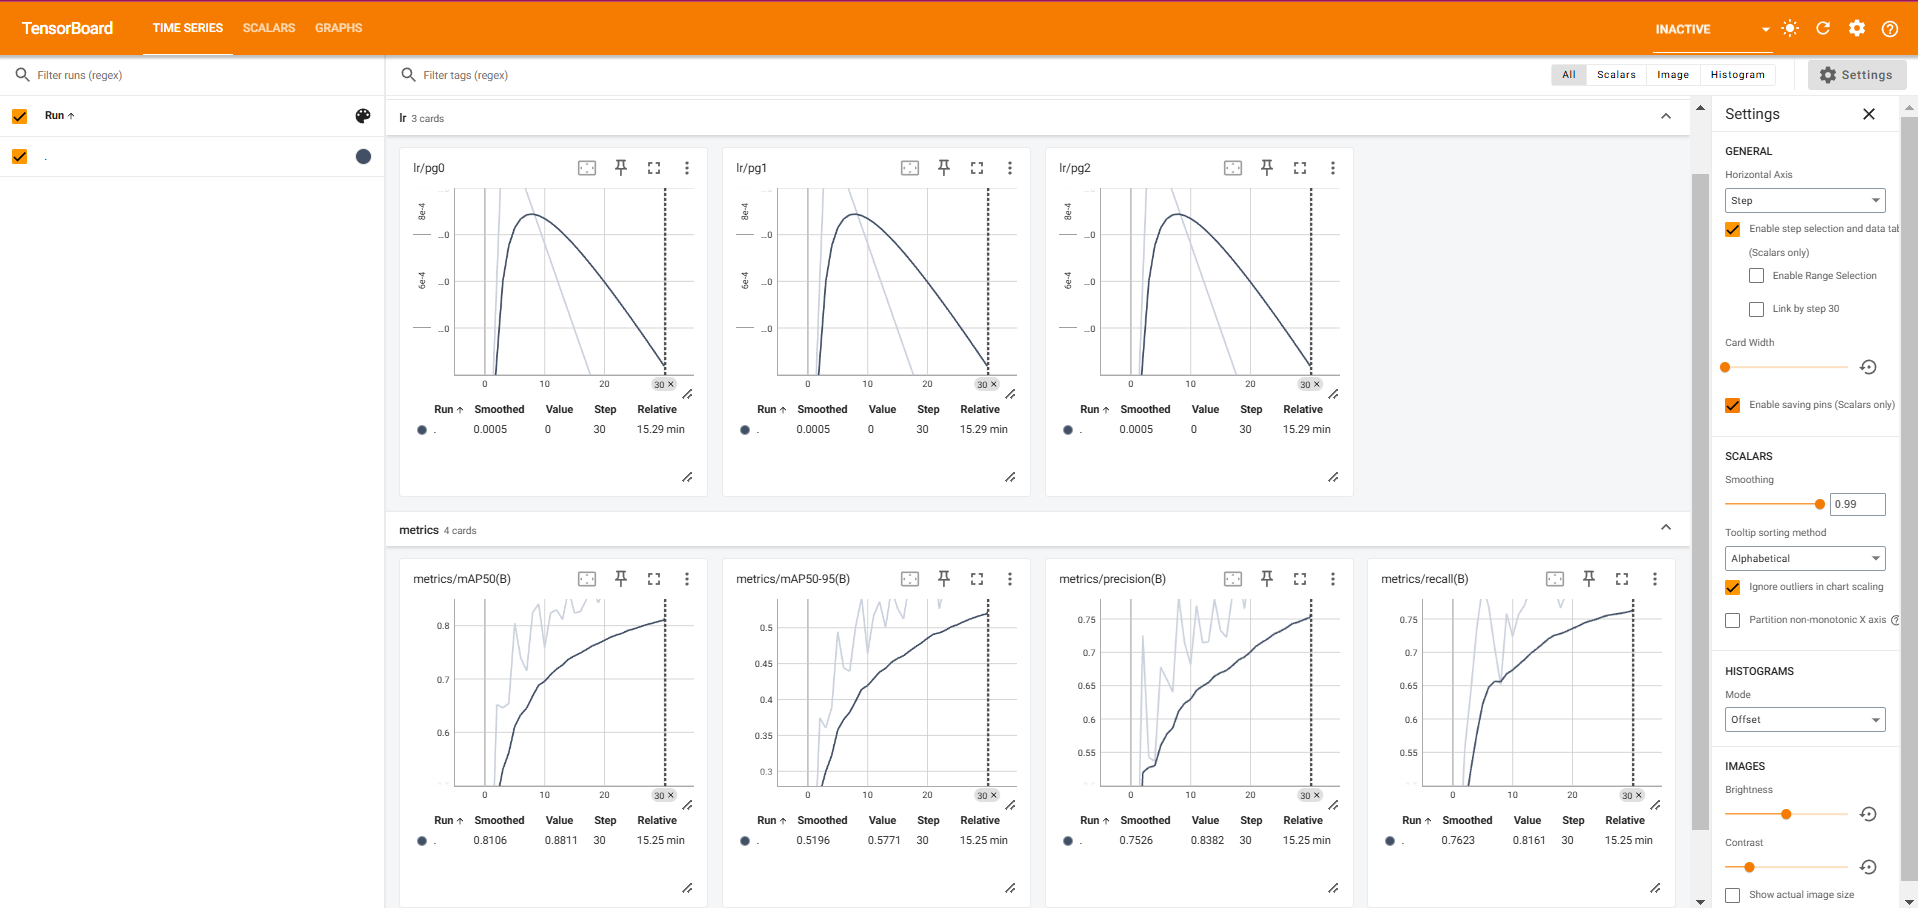 TensorBoard TIME SERIES SCALARS GRAPHS INACTIVE
Filter runs (regex)
Run ↑
.
Filter tags (regex) All Scalars Image Histogram Settings
lr 3 cards
lr/pg0
8e-4
...0
6e-4
...0
...0
0 10 20 30 ×
Run ↑ Smoothed Value Step Relative
. 0.0005 0 30 15.29 min
lr/pg1
8e-4
...0
6e-4
...0
...0
0 10 20 30 ×
Run ↑ Smoothed Value Step Relative
. 0.0005 0 30 15.29 min
lr/pg2
8e-4
...0
6e-4
...0
...0
0 10 20 30 ×
Run ↑ Smoothed Value Step Relative
. 0.0005 0 30 15.29 min
metrics 4 cards
metrics/mAP50(B)
0.8
0.7
0.6
0 10 20 30 ×
Run ↑ Smoothed Value Step Relative
. 0.8106 0.8811 30 15.25 min
metrics/mAP50-95(B)
0.5
0.45
0.4
0.35
0.3
0 10 20 30 ×
Run ↑ Smoothed Value Step Relative
. 0.5196 0.5771 30 15.25 min
metrics/precision(B)
0.75
0.7
0.65
0.6
0.55
0 10 20 30 ×
Run ↑ Smoothed Value Step Relative
. 0.7526 0.8382 30 15.25 min
metrics/recall(B)
0.75
0.7
0.65
0.6
0.55
0 10 20 30 ×
Run ↑ Smoothed Value Step Relative
. 0.7623 0.8161 30 15.25 min
Settings
GENERAL
Horizontal Axis
Step
Enable step selection and data tab
(Scalars only)
Enable Range Selection
Link by step 30
Card Width
Enable saving pins (Scalars only)
SCALARS
Smoothing
0.99
Tooltip sorting method
Alphabetical
Ignore outliers in chart scaling
Partition non-monotonic X axis
HISTOGRAMS
Mode
Offset
IMAGES
Brightness
Contrast
Show actual image size